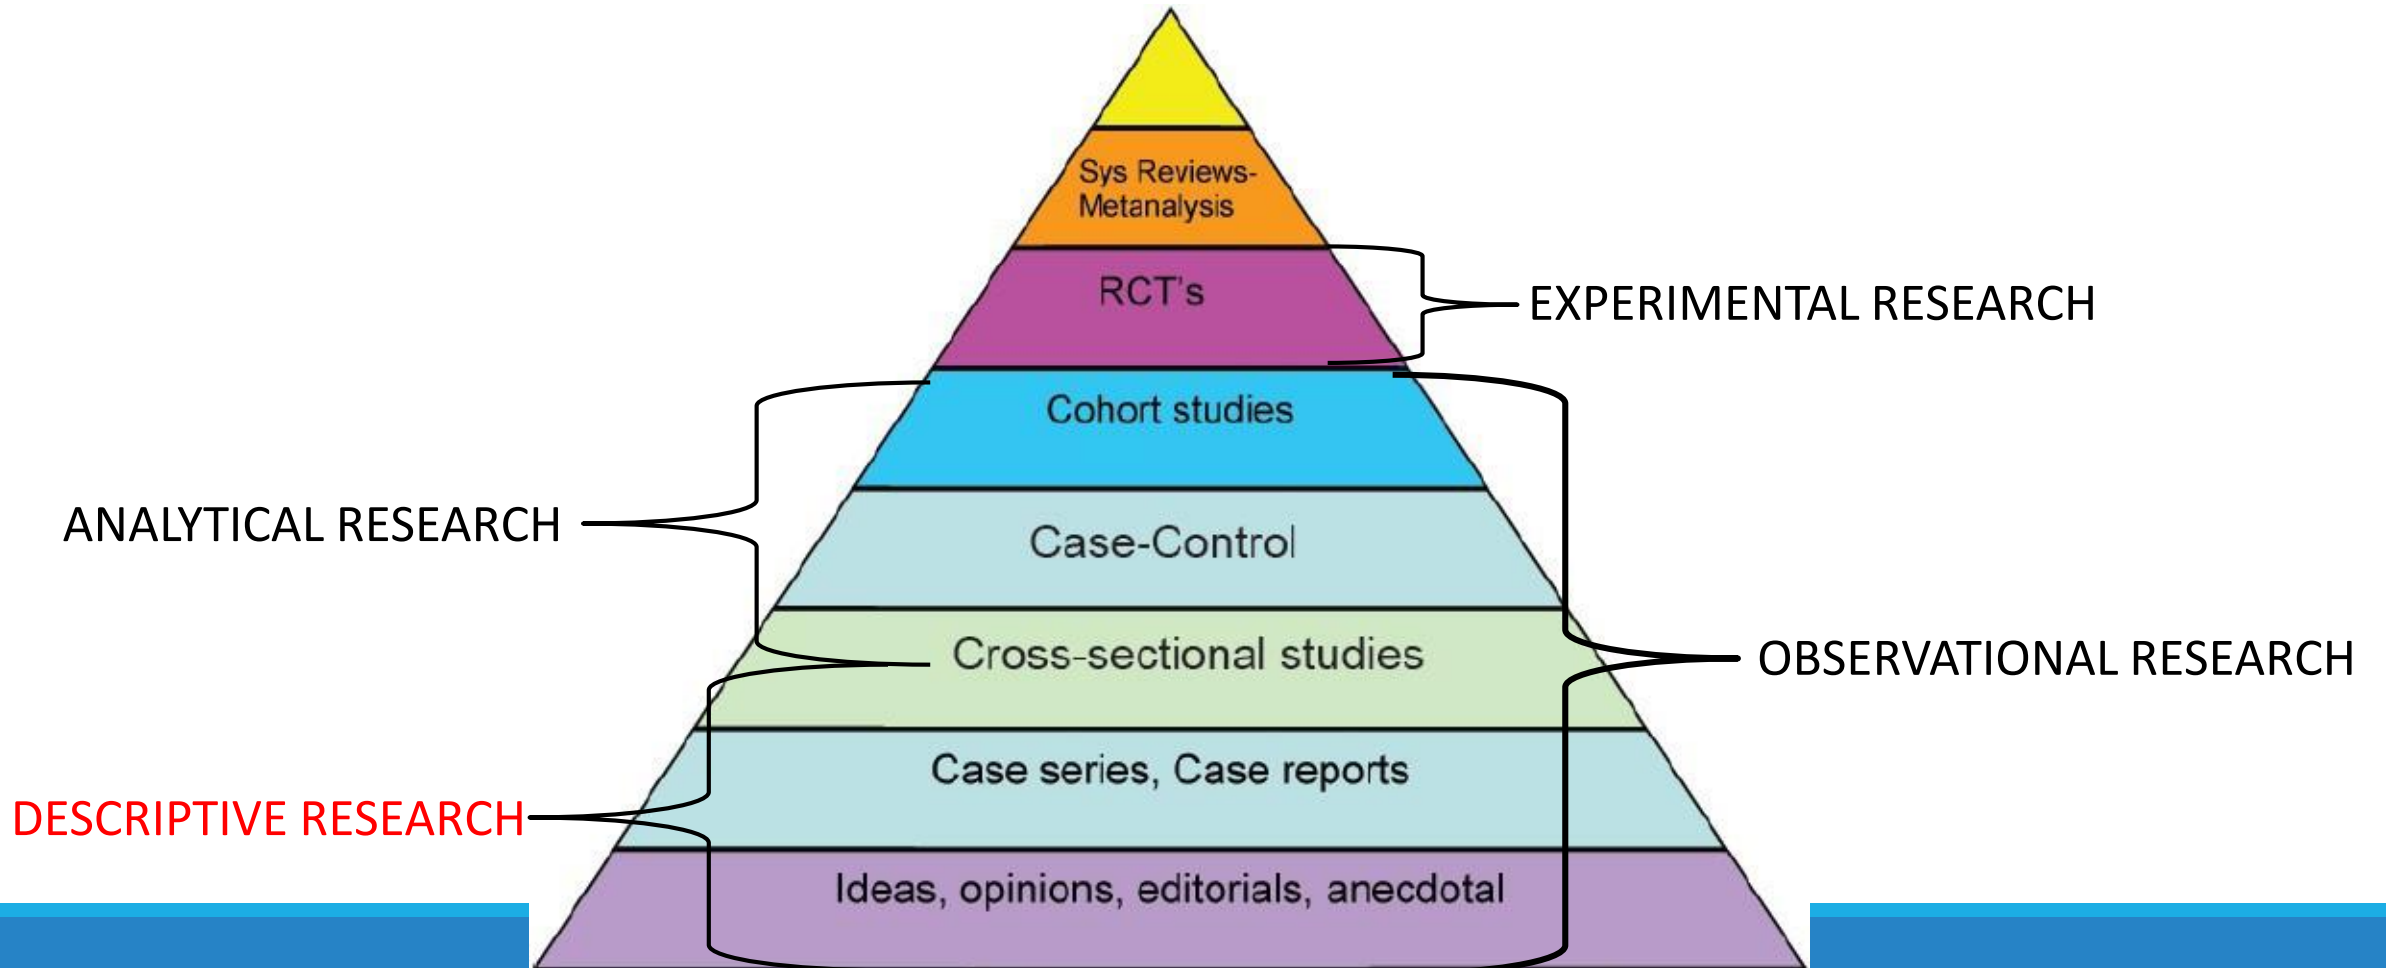 Sys Reviews-
Metanalysis
RCT's
EXPERIMENTAL RESEARCH
Cohort studies
ANALYTICAL RESEARCH
Case-Control
Cross-sectional studies
OBSERVATIONAL RESEARCH
Case series, Case reports
DESCRIPTIVE RESEARCH
Ideas, opinions, editorials, anecdotal